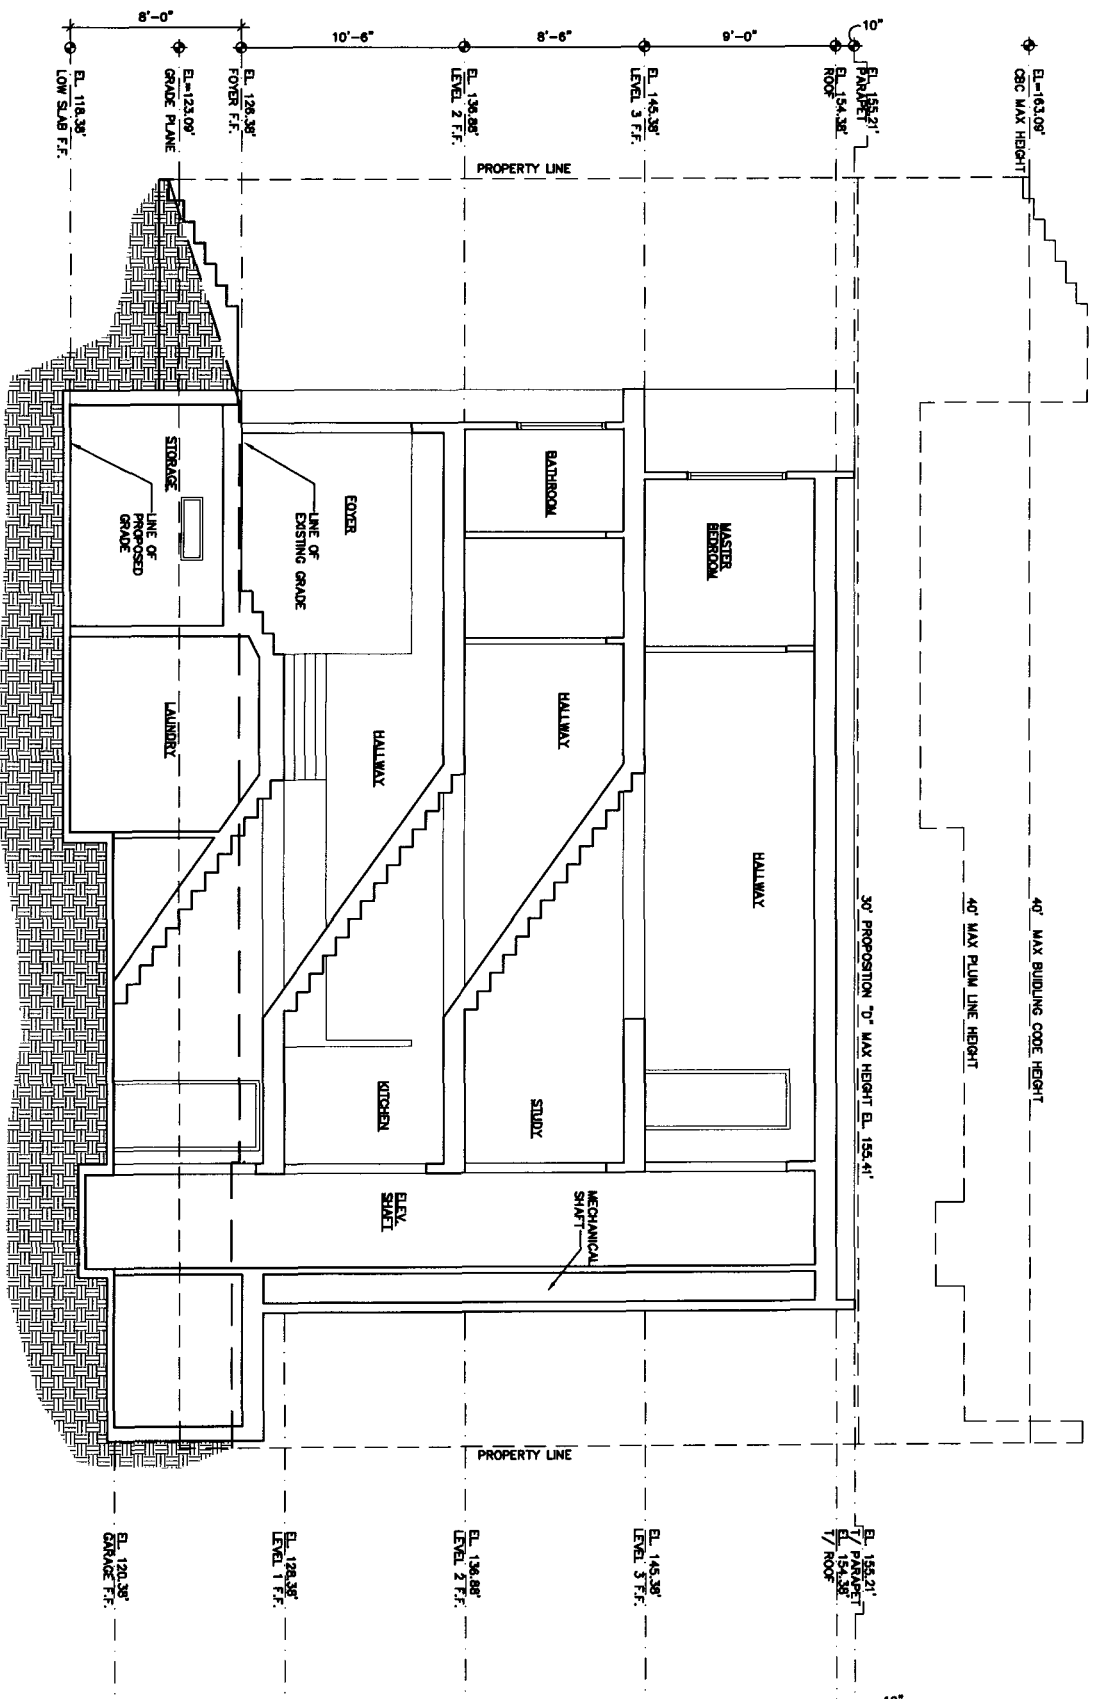 EL=163.09'
CBC MAX HEIGHT
10"
EL. 155.21'
PARAPET
EL. 154.38'
ROOF
9'-0"
EL. 145.38'
LEVEL 3 F.F.
8'-6"
EL. 136.88'
LEVEL 2 F.F.
10'-6"
EL. 126.38'
FOYER F.F.
EL=123.09'
GRADE PLANE
8'-0"
EL. 118.38'
LOW SLAB F.F.
PROPERTY LINE
40' MAX BUIDLING CODE HEIGHT
40' MAX PLUM LINE HEIGHT
30' PROPOSITION "D" MAX HEIGHT EL. 155.41'
MASTER
BEDROOM
HALLWAY
BATHROOM
HALLWAY
STUDY
MECHANICAL
SHAFT
FOYER
LINE OF
EXISTING GRADE
HALLWAY
KITCHEN
ELEV.
SHAFT
STORAGE
LINE OF
PROPOSED
GRADE
LAUNDRY
PROPERTY LINE
EL. 155.21'
T/ PARAPET
EL. 154.38'
T/ ROOF
EL. 145.38'
LEVEL 3 F.F.
EL. 136.88'
LEVEL 2 F.F.
EL. 128.38'
LEVEL 1 F.F.
EL. 120.38'
GARAGE F.F.